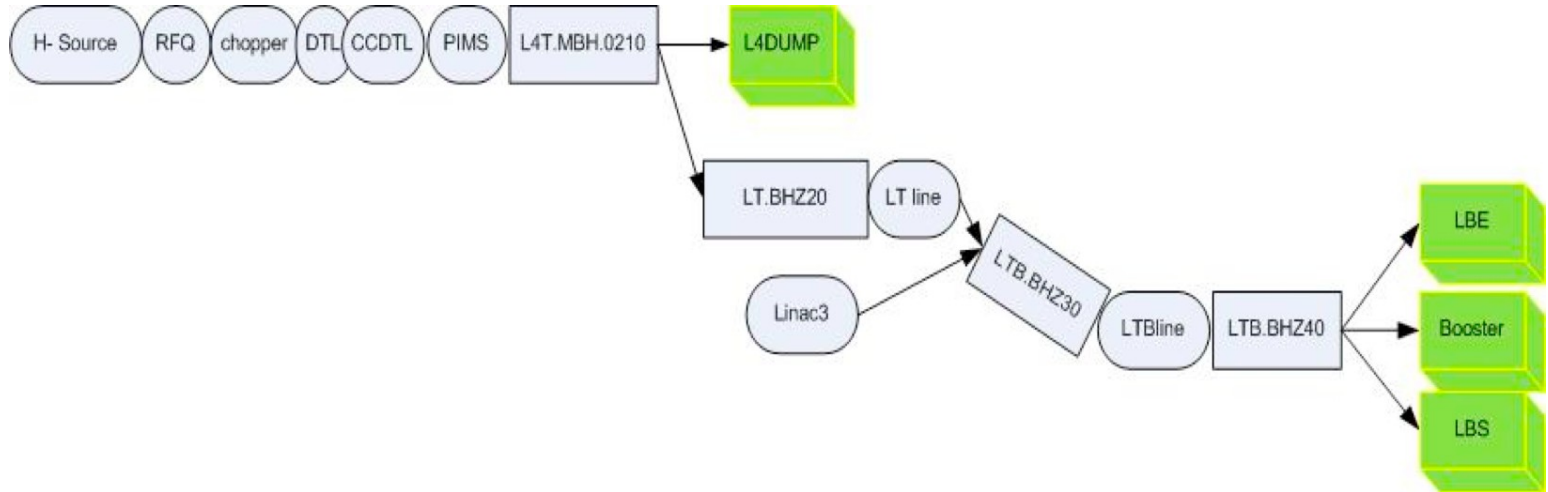 H- Source
RFQ
chopper
DTL
CCDTL
PIMS
L4T.MBH.0210
L4DUMP
LT.BHZ20
LT line
Linac3
LTB.BHZ30
LTBline
LTB.BHZ40
LBE
Booster
LBS